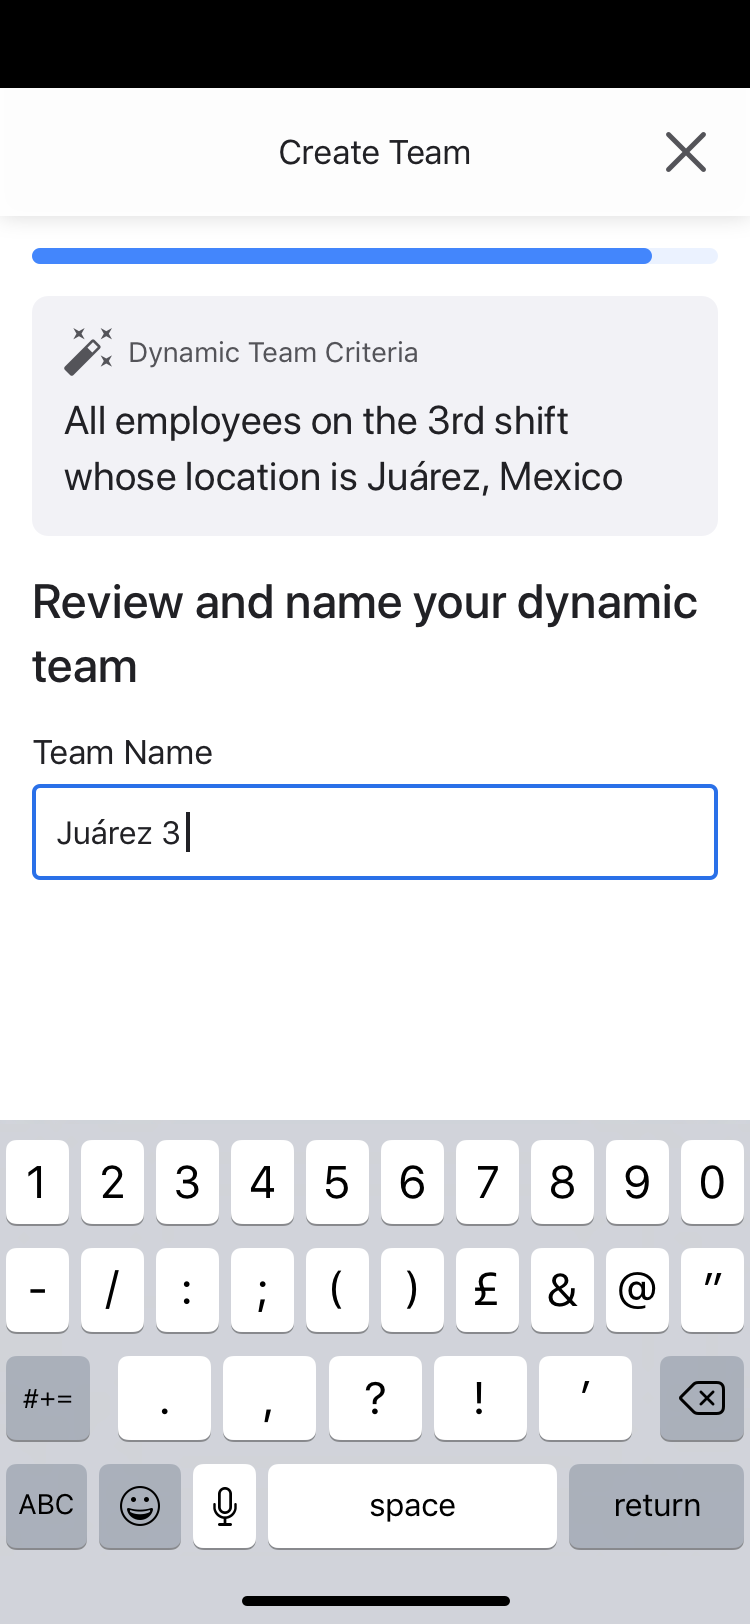 Create Team
Dynamic Team Criteria
All employees on the 3rd shift
whose location is Juárez, Mexico
Review and name your dynamic
team
Team Name
Juárez 3
1 2 3 4 5 6 7 8 9 0
- / : ; ( ) £ & @ "
#+= . , ? ! '
ABC space return